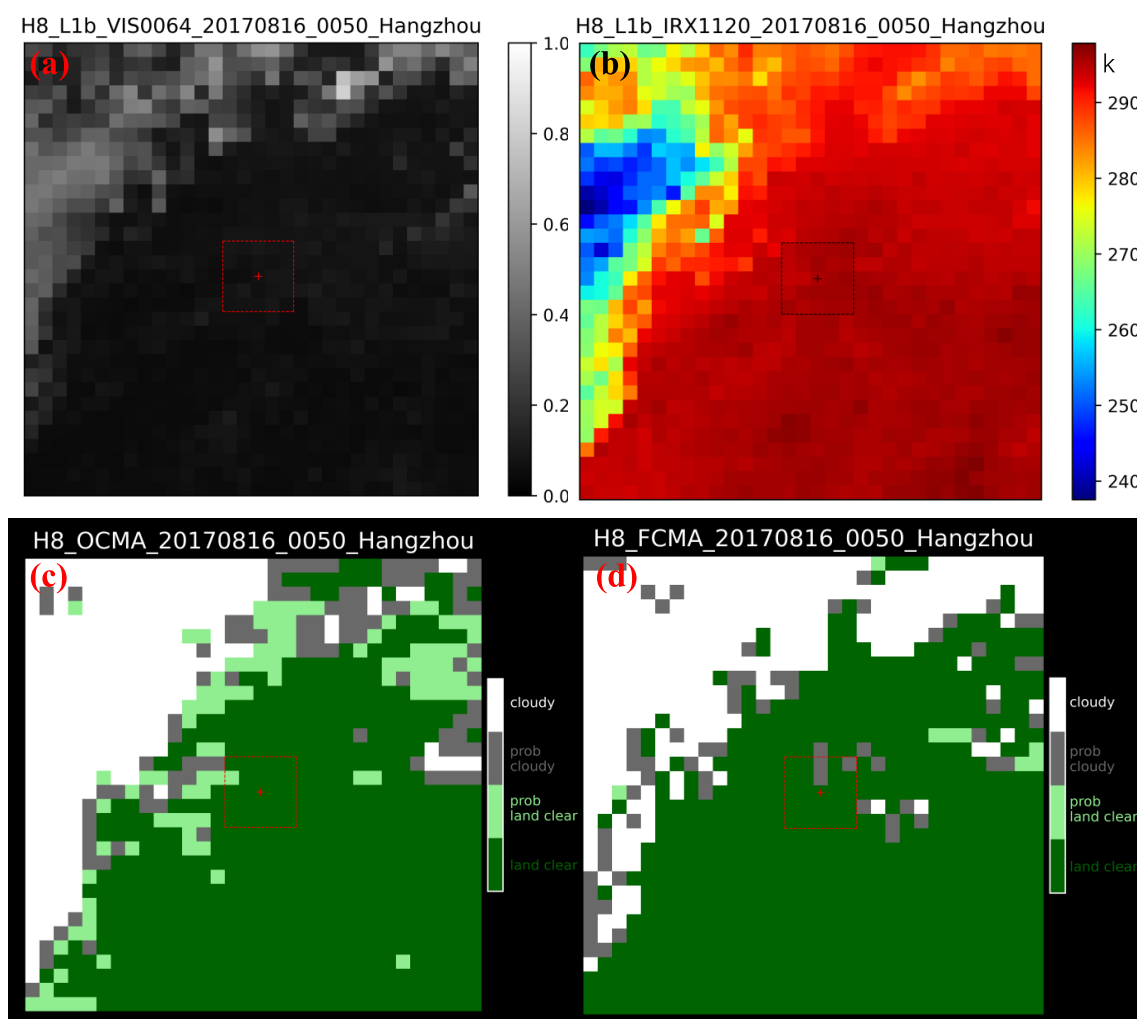 H8_L1b_VIS0064_20170816_0050_Hangzhou
(a)
1.0
0.8
0.6
0.4
0.2
0.0
H8_L1b_IRX1120_20170816_0050_Hangzhou
(b)
k
290
280
270
260
250
240
H8_OCMA_20170816_0050_Hangzhou
(c)
cloudy
prob
cloudy
prob
land clear
land clear
H8_FCMA_20170816_0050_Hangzhou
(d)
cloudy
prob
cloudy
prob
land clear
land clear